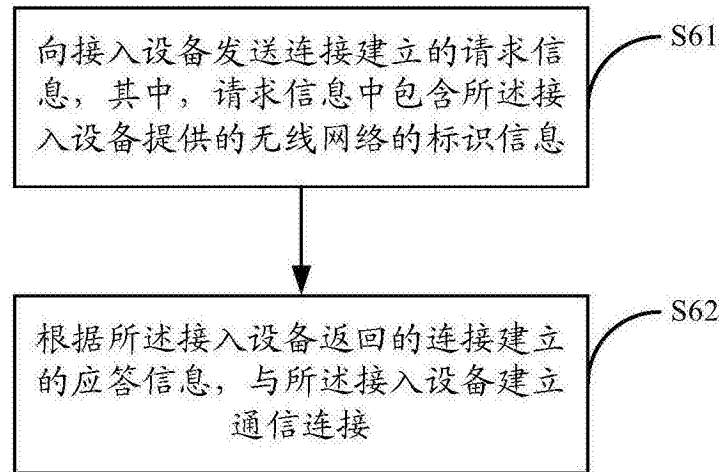 向接入设备发送连接建立的请求信
息，其中，请求信息中包含所述接
入设备提供的无线网络的标识信息
S61
根据所述接入设备返回的连接建立
的应答信息，与所述接入设备建立
通信连接
S62